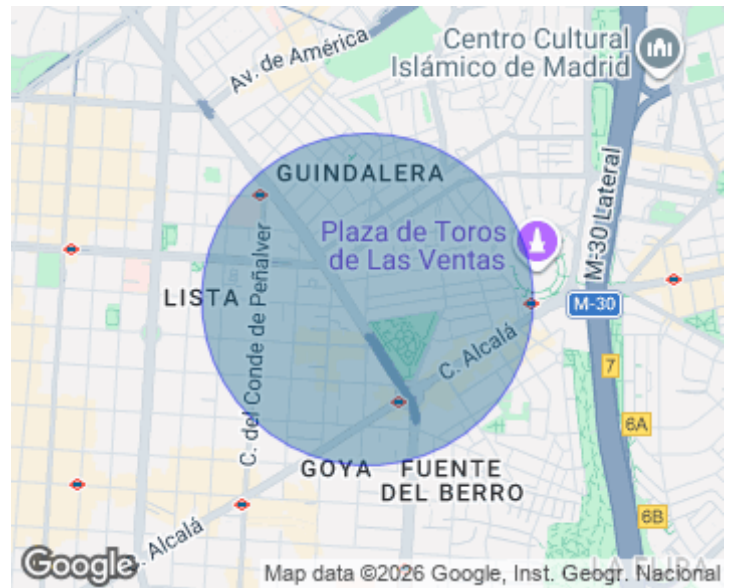 Av. de América
Centro Cultural
Islámico de Madrid
GUINDALERA
M-30 Lateral
Plaza de Toros
de Las Ventas
C. del Conde de Peñalver
LISTA
M-30
C. Alcalá
7
6A
GOYA
FUENTE
DEL BERRO
6B
C. Alcalá
LA ELIPA
Google
Map data ©2026 Google, Inst. Geogr. Nacional